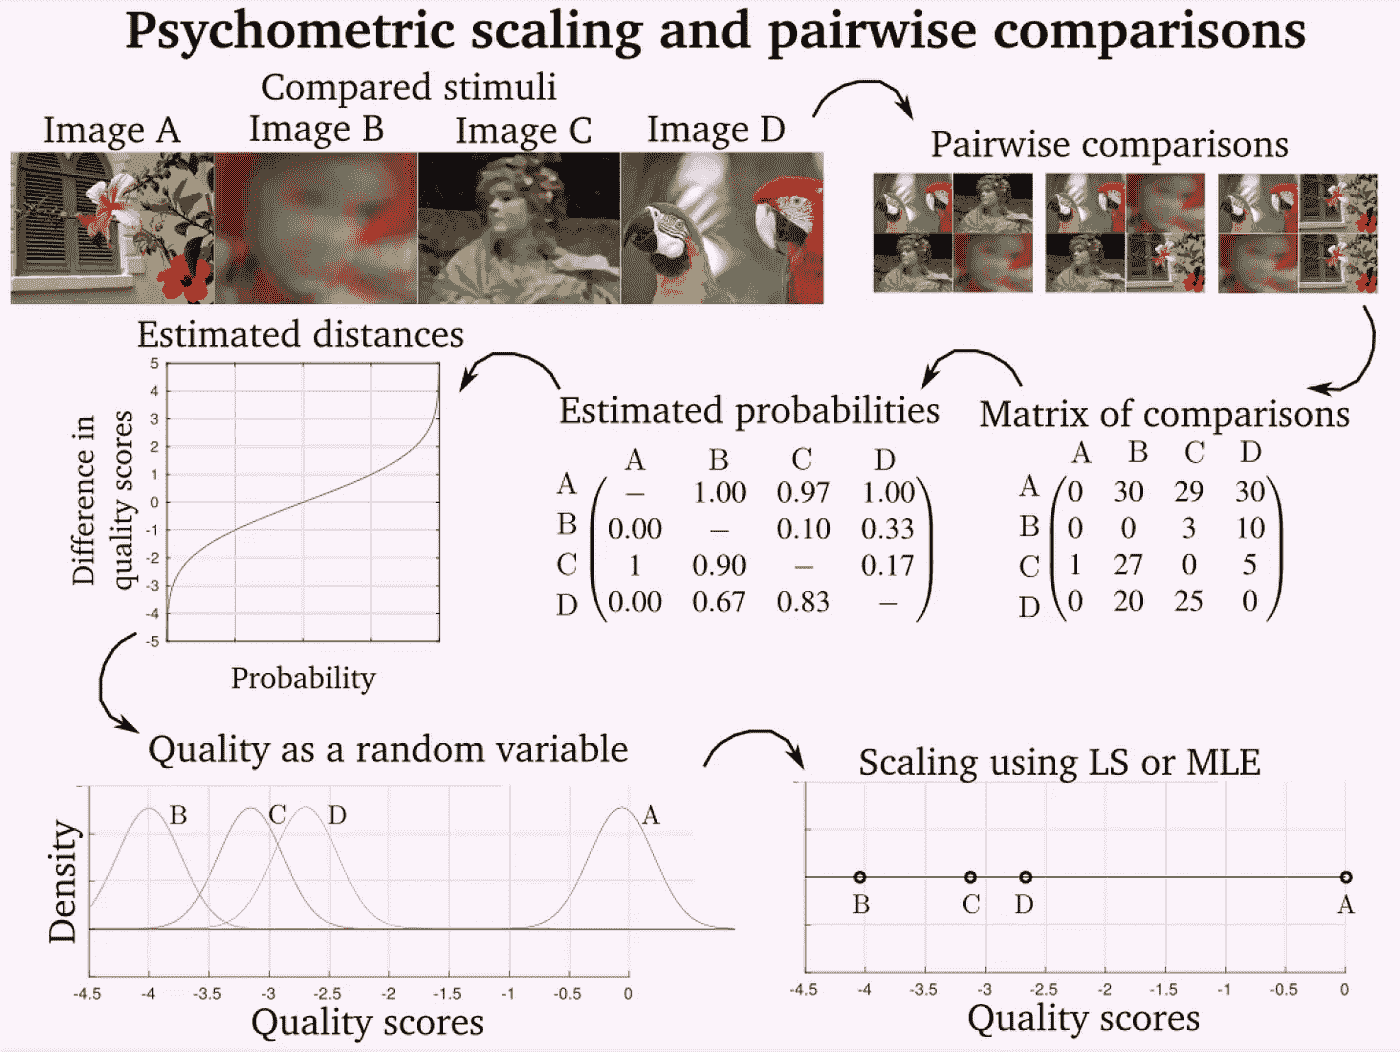 Psychometric scaling and pairwise comparisons
Compared stimuli
Image A Image B Image C Image D
Pairwise comparisons
Estimated distances
5
4
3
2
1
0
-1
-2
-3
-4
-5
Difference in
quality scores
Probability
Estimated probabilities
A B C D
A – 1.00 0.97 1.00
B 0.00 – 0.10 0.33
C 1 0.90 – 0.17
D 0.00 0.67 0.83 –
Matrix of comparisons
A B C D
A 0 30 29 30
B 0 0 3 10
C 1 27 0 5
D 0 20 25 0
Quality as a random variable
B C D A
Density
-4.5 -4 -3.5 -3 -2.5 -2 -1.5 -1 -0.5 0
Quality scores
Scaling using LS or MLE
B C D A
-4.5 -4 -3.5 -3 -2.5 -2 -1.5 -1 -0.5 0
Quality scores